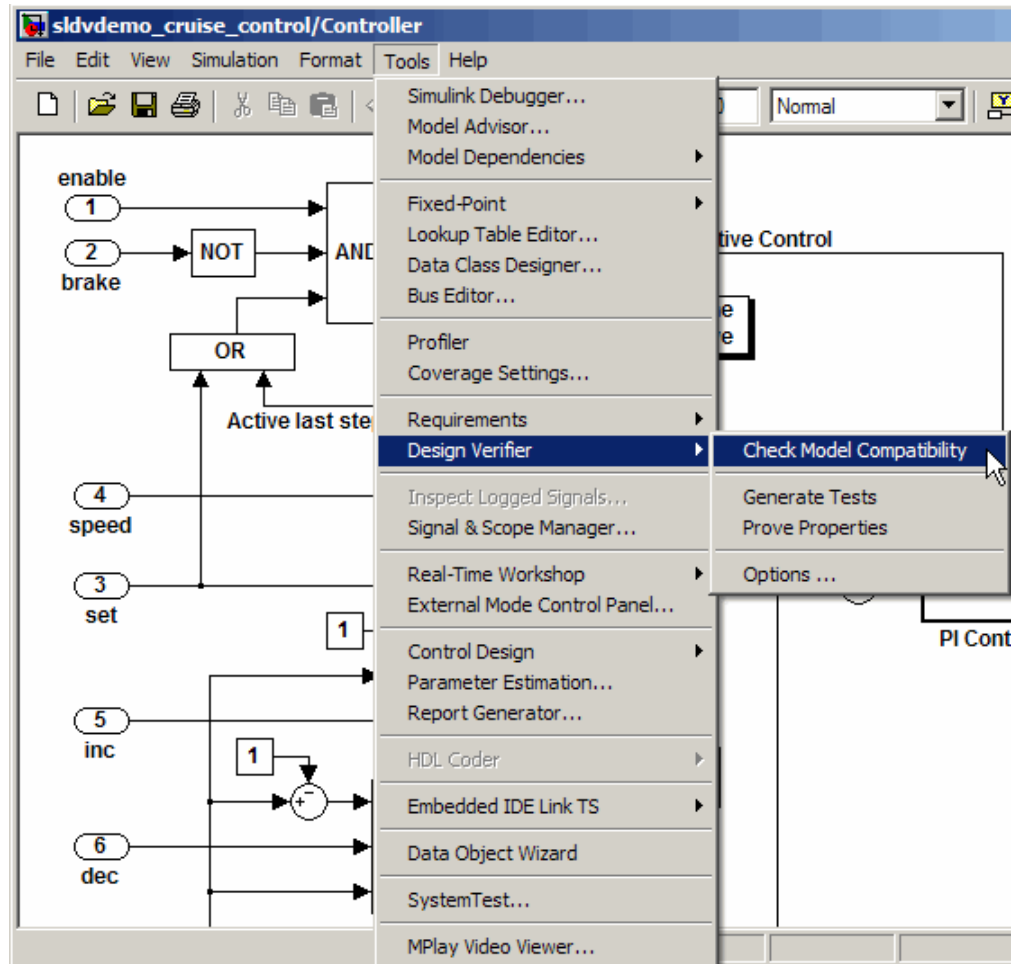 sldvdemo_cruise_control/Controller
File Edit View Simulation Format Tools Help
Normal
Simulink Debugger...
Model Advisor...
Model Dependencies
Fixed-Point
Lookup Table Editor...
Data Class Designer...
Bus Editor...
Profiler
Coverage Settings...
Requirements
Design Verifier
Inspect Logged Signals...
Signal & Scope Manager...
Real-Time Workshop
External Mode Control Panel...
Control Design
Parameter Estimation...
Report Generator...
HDL Coder
Embedded IDE Link TS
Data Object Wizard
SystemTest...
MPlay Video Viewer...
Check Model Compatibility
Generate Tests
Prove Properties
Options ...
enable
1
2
brake
NOT
AND
OR
Active last ste
4
speed
3
set
1
5
inc
1
6
dec
tive Control
e
e
PI Cont